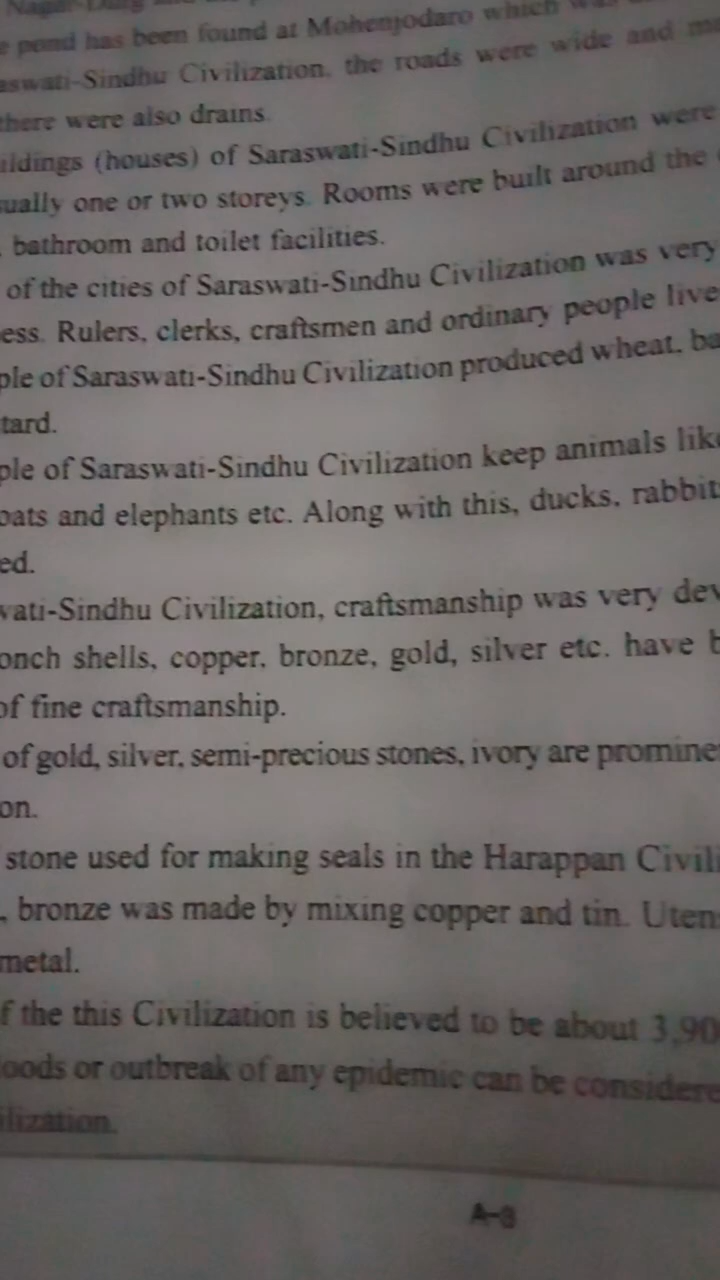 e pond has been found at Mohenjodaro which
aswati-Sindhu Civilization, the roads were wide and
there were also drains.
ildings (houses) of Saraswati-Sindhu Civilization were
sually one or two storeys. Rooms were built around the
, bathroom and toilet facilities.
of the cities of Saraswati-Sindhu Civilization was very
ess. Rulers, clerks, craftsmen and ordinary people live
ple of Saraswati-Sindhu Civilization produced wheat, ba
tard.
ple of Saraswati-Sindhu Civilization keep animals lik
oats and elephants etc. Along with this, ducks, rabbit
ed.
wati-Sindhu Civilization, craftsmanship was very dev
onch shells, copper, bronze, gold, silver etc. have b
of fine craftsmanship.
of gold, silver, semi-precious stones, ivory are promine
on.
stone used for making seals in the Harappan Civili
, bronze was made by mixing copper and tin. Uten
metal.
f the this Civilization is believed to be about 3,90
loods or outbreak of any epidemic can be considere
ilization.
A-3